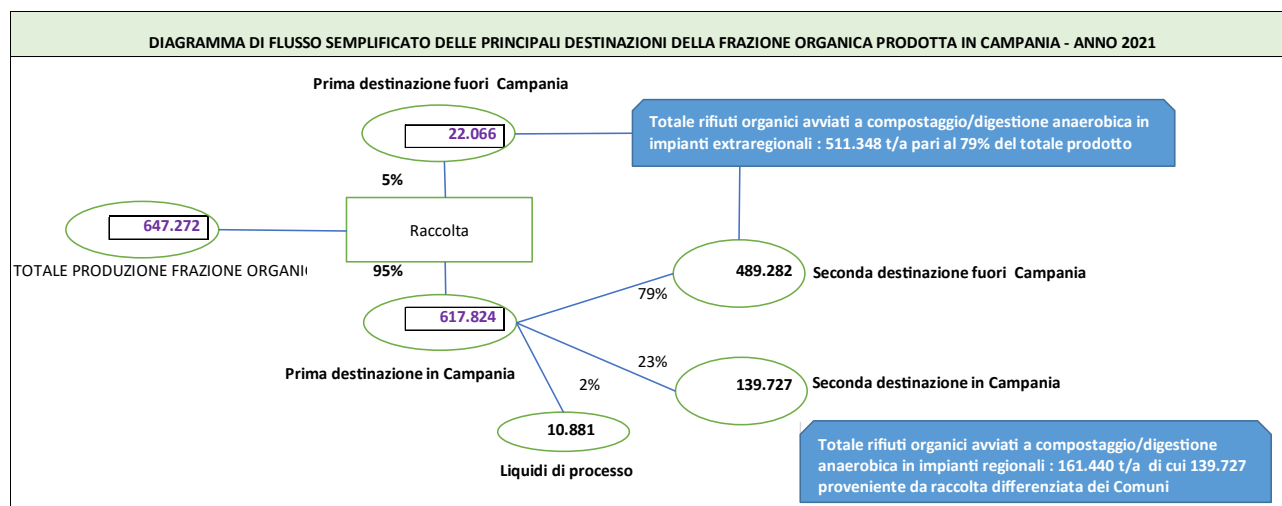 DIAGRAMMA DI FLUSSO SEMPLIFICATO DELLE PRINCIPALI DESTINAZIONI DELLA FRAZIONE ORGANICA PRODOTTA IN CAMPANIA - ANNO 2021
Prima destinazione fuori Campania
22.066
Totale rifiuti organici avviati a compostaggio/digestione anaerobica in
impianti extraregionali : 511.348 t/a pari al 79% del totale prodotto
5%
647.272
Raccolta
TOTALE PRODUZIONE FRAZIONE ORGANI
95%
489.282
Seconda destinazione fuori Campania
79%
617.824
Prima destinazione in Campania
23%
2%
139.727
Seconda destinazione in Campania
10.881
Liquidi di processo
Totale rifiuti organici avviati a compostaggio/digestione
anaerobica in impianti regionali : 161.440 t/a di cui 139.727
proveniente da raccolta differenziata dei Comuni